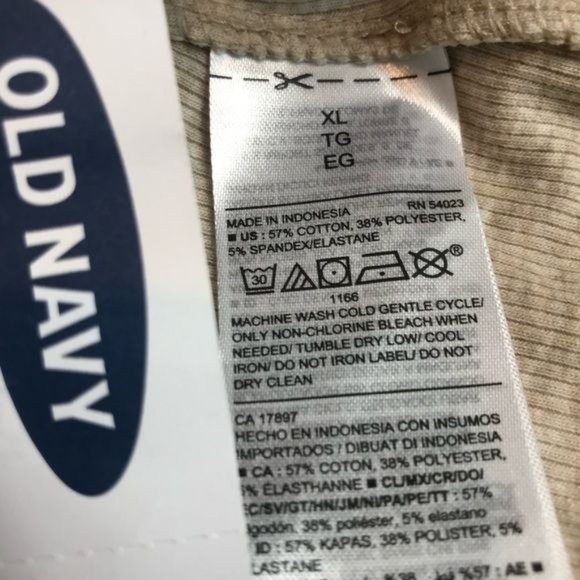 OLD NAVY
XL
TG
EG
MADE IN INDONESIA RN 54023
■ US : 57% COTTON, 38% POLYESTER,
5% SPANDEX/ELASTANE
30
®
1166
MACHINE WASH COLD GENTLE CYCLE/
ONLY NON-CHLORINE BLEACH WHEN
NEEDED/ TUMBLE DRY LOW/ COOL
IRON/ DO NOT IRON LABEL/ DO NOT
DRY CLEAN
CA 17897
HECHO EN INDONESIA CON INSUMOS
IMPORTADOS / DIBUAT DI INDONESIA
■ CA : 57% COTON, 38% POLYESTER,
5% ÉLASTHANNE ■ CL/MX/CR/DO/
EC/SV/GT/HN/JM/NI/PA/PE/TT : 57%
algodón, 38% poliéster, 5% elastano
ID : 57% KAPAS, 38% POLISTER, 5%
ELASTANE
%57 : AE ■